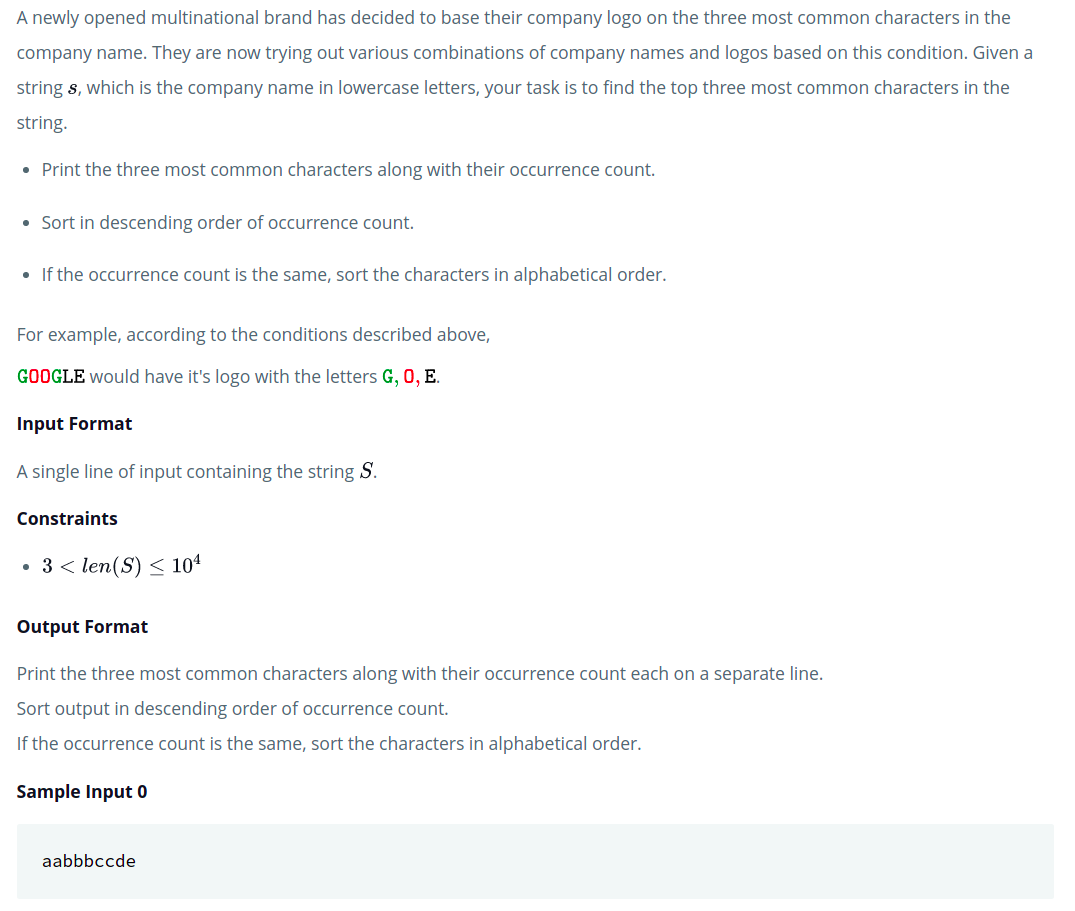 A newly opened multinational brand has decided to base their company logo on the three most common characters in the
company name. They are now trying out various combinations of company names and logos based on this condition. Given a
string s, which is the company name in lowercase letters, your task is to find the top three most common characters in the
string.
• Print the three most common characters along with their occurrence count.
• Sort in descending order of occurrence count.
• If the occurrence count is the same, sort the characters in alphabetical order.
For example, according to the conditions described above,
GOOGLE would have it's logo with the letters G, O, E.
Input Format
A single line of input containing the string S.
Constraints
• 3 < len(S) ≤ 10⁴
Output Format
Print the three most common characters along with their occurrence count each on a separate line.
Sort output in descending order of occurrence count.
If the occurrence count is the same, sort the characters in alphabetical order.
Sample Input 0
aabbbccde